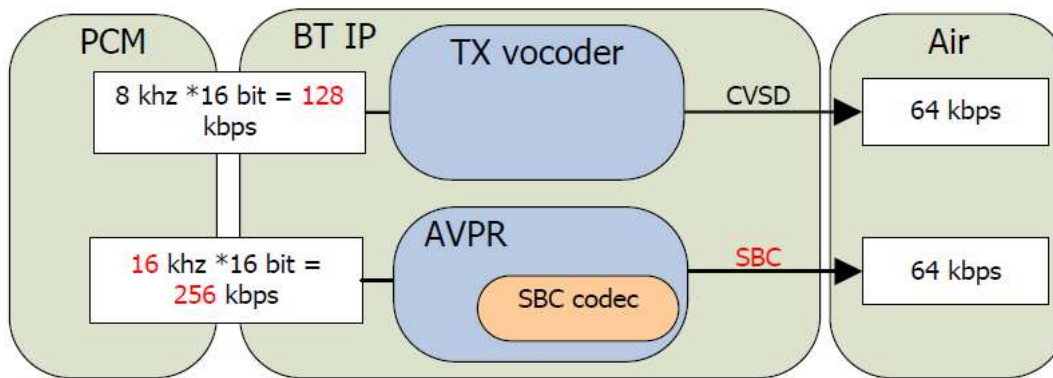 PCM
BT IP
TX vocoder
Air
8 khz *16 bit = 128
kbps
CVSD
64 kbps
AVPR
16 khz *16 bit =
256 kbps
SBC
SBC codec
64 kbps